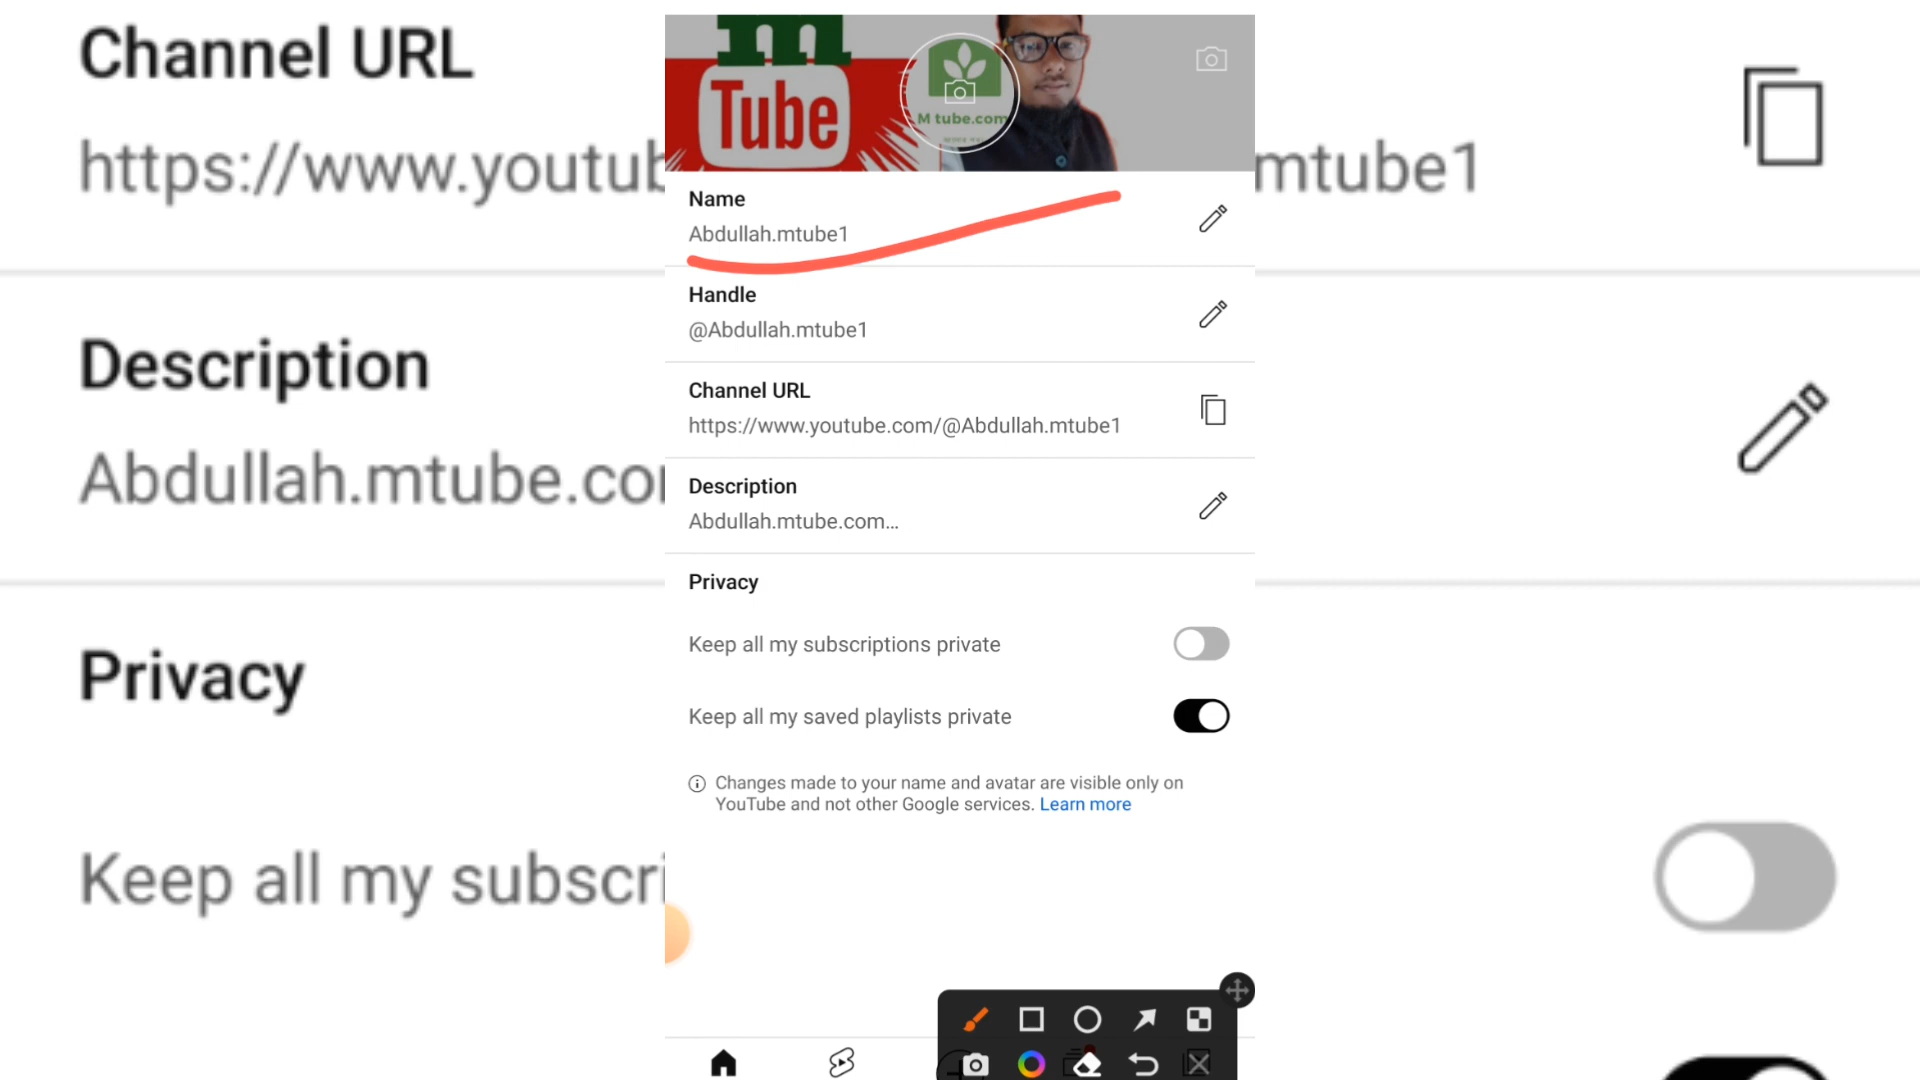 Channel URL
https://www.youtub
mtube1
Description
Abdullah.mtube.co
Privacy
Keep all my subscri
m
Tube
M tube.com
Name
Abdullah.mtube1
Handle
@Abdullah.mtube1
Channel URL
https://www.youtube.com/@Abdullah.mtube1
Description
Abdullah.mtube.com...
Privacy
Keep all my subscriptions private
Keep all my saved playlists private
Changes made to your name and avatar are visible only on
YouTube and not other Google services. Learn more